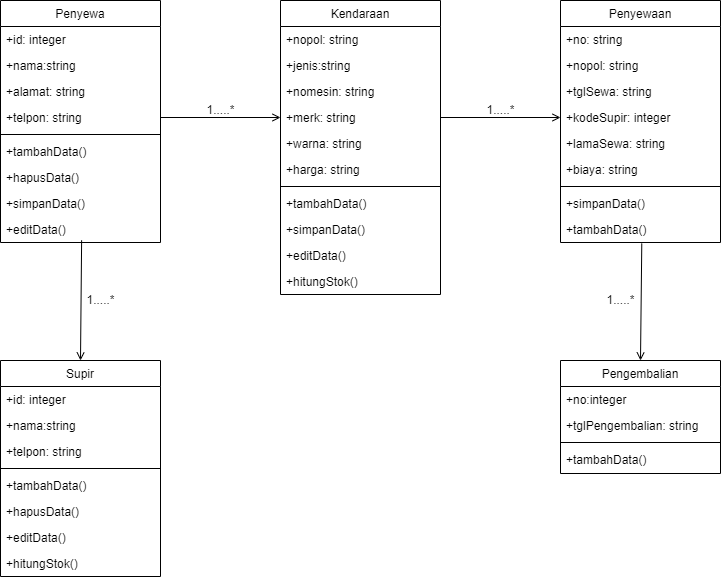 Penyewa
+id: integer
+nama:string
+alamat: string
+telpon: string
+tambahData()
+hapusData()
+simpanData()
+editData()
1.....*
Kendaraan
+nopol: string
+jenis:string
+nomesin: string
+merk: string
+warna: string
+harga: string
+tambahData()
+simpanData()
+editData()
+hitungStok()
1.....*
Penyewaan
+no: string
+nopol: string
+tglSewa: string
+kodeSupir: integer
+lamaSewa: string
+biaya: string
+simpanData()
+tambahData()
1.....*
Supir
+id: integer
+nama:string
+telpon: string
+tambahData()
+hapusData()
+editData()
+hitungStok()
1.....*
Pengembalian
+no:integer
+tglPengembalian: string
+tambahData()